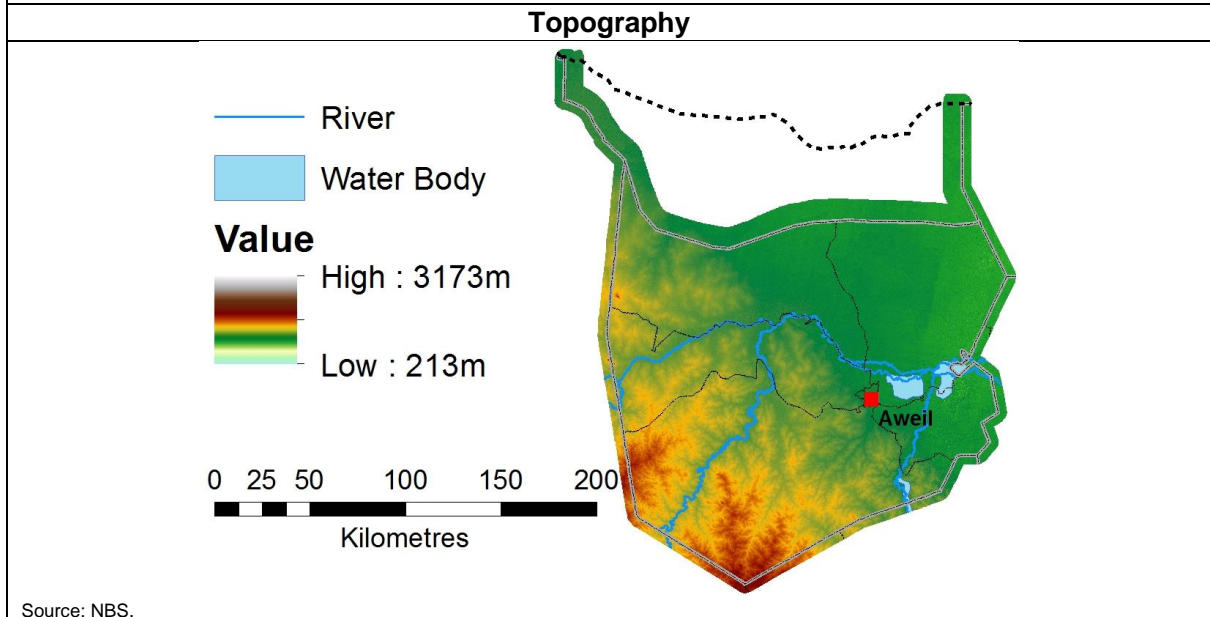 Topography
River
Water Body
Value
High : 3173m
Low : 213m
Aweil
0 25 50 100 150 200
Kilometres
Source: NBS.